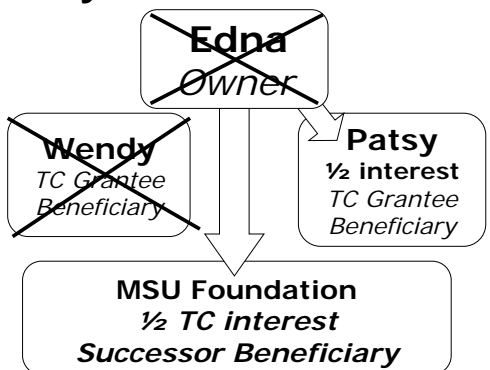 Edna
Owner
Wendy
TC Grantee
Beneficiary
Patsy
½ interest
TC Grantee
Beneficiary
MSU Foundation
½ TC interest
Successor Beneficiary